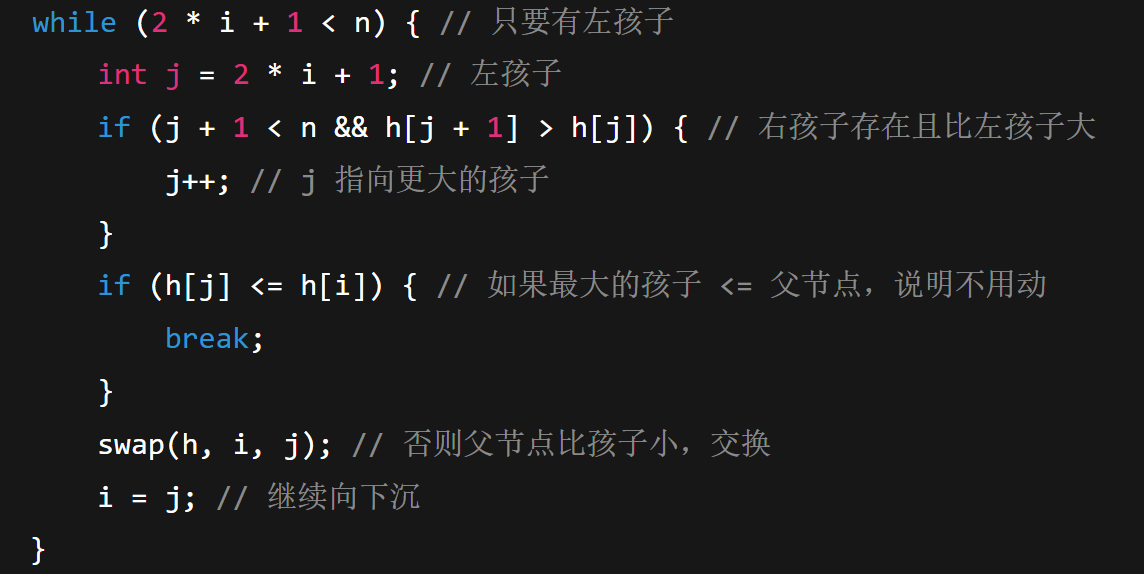 while (2 * i + 1 < n) { // 只要有左孩子
    int j = 2 * i + 1; // 左孩子
    if (j + 1 < n && h[j + 1] > h[j]) { // 右孩子存在且比左孩子大
        j++; // j 指向更大的孩子
    }
    if (h[j] <= h[i]) { // 如果最大的孩子 <= 父节点，说明不用动
        break;
    }
    swap(h, i, j); // 否则父节点比孩子小，交换
    i = j; // 继续向下沉
}